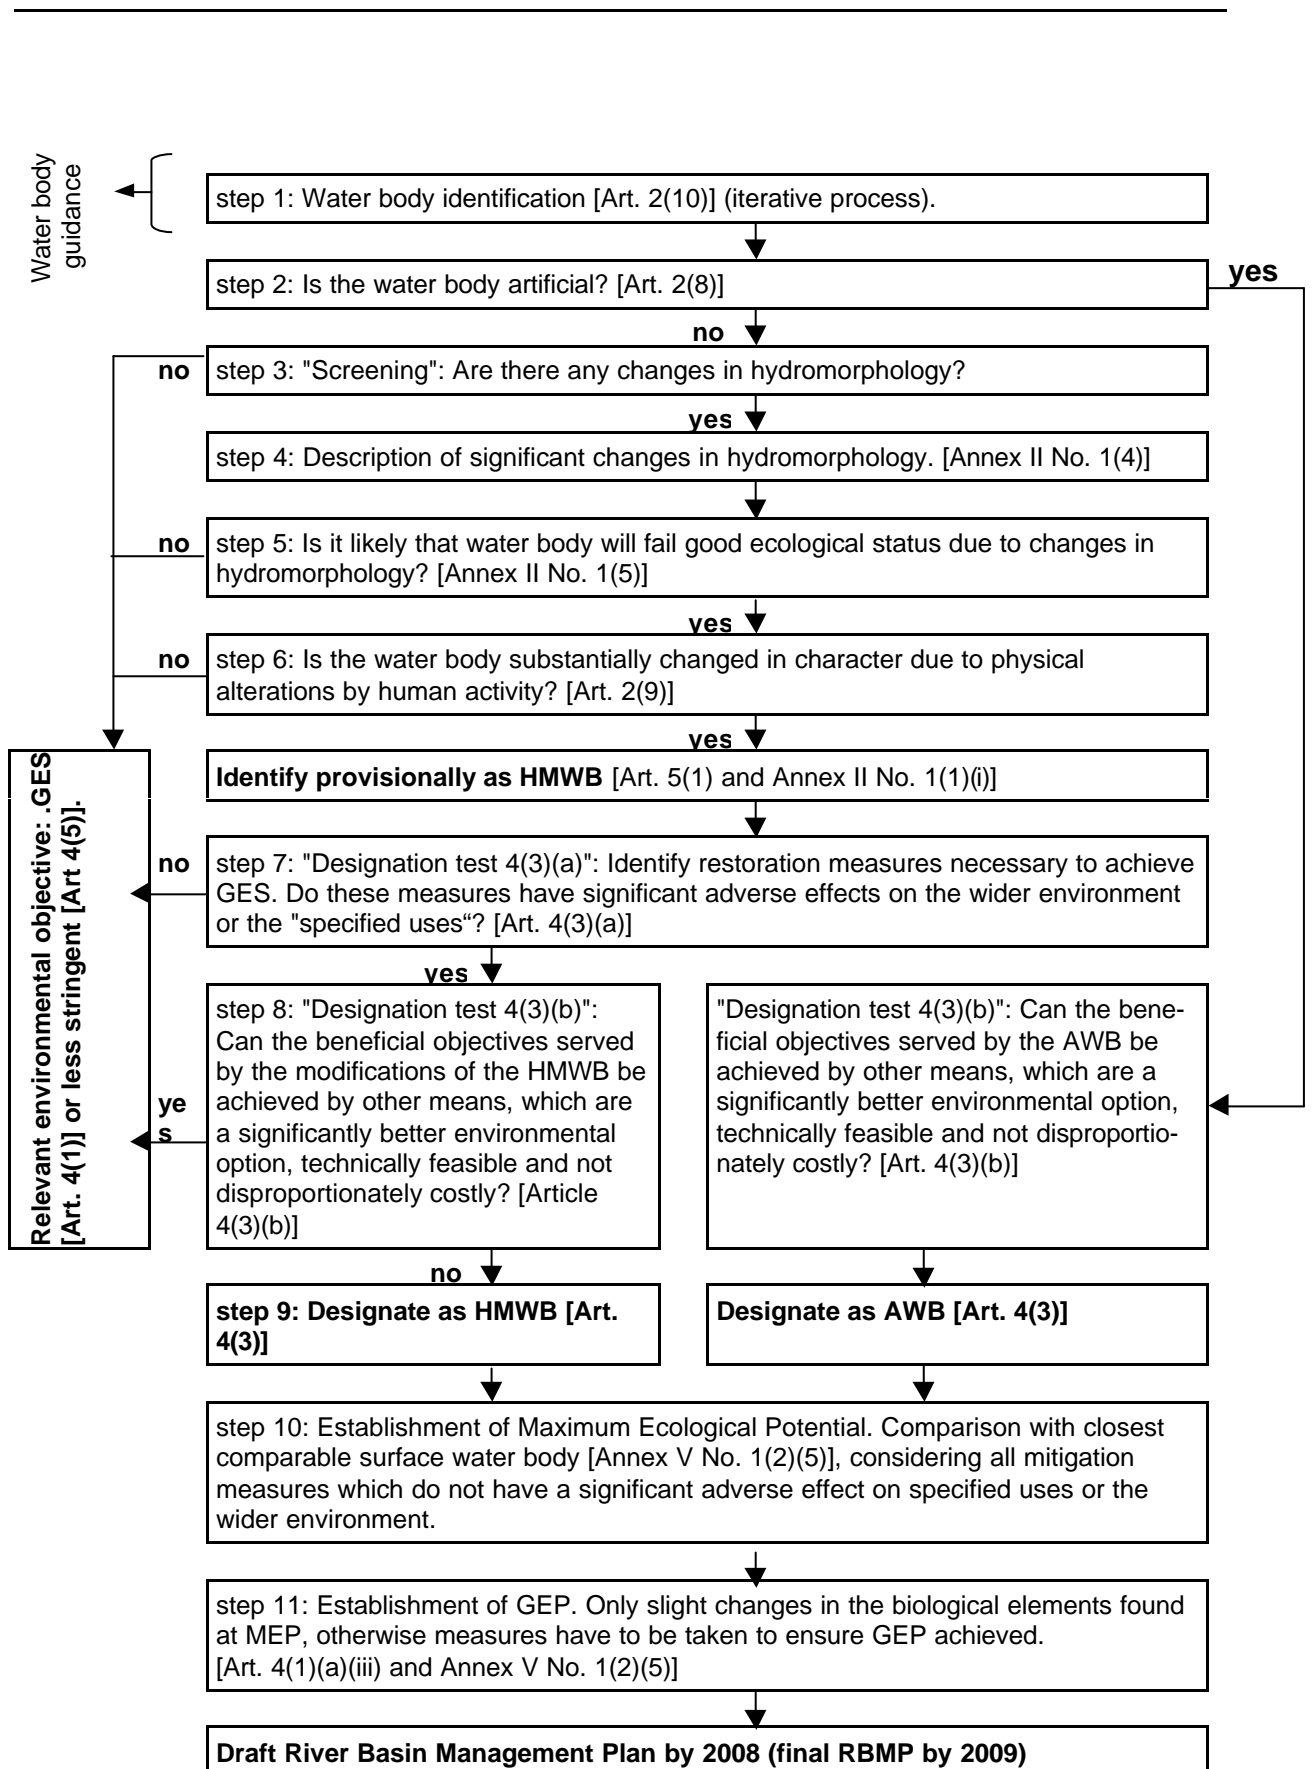 Water body
guidance
step 1: Water body identification [Art. 2(10)] (iterative process).
step 2: Is the water body artificial? [Art. 2(8)]
yes
no
no
step 3: "Screening": Are there any changes in hydromorphology?
yes
step 4: Description of significant changes in hydromorphology. [Annex II No. 1(4)]
no
step 5: Is it likely that water body will fail good ecological status due to changes in
hydromorphology? [Annex II No. 1(5)]
yes
no
step 6: Is the water body substantially changed in character due to physical
alterations by human activity? [Art. 2(9)]
yes
Identify provisionally as HMWB [Art. 5(1) and Annex II No. 1(1)(i)]
Relevant environmental objective: .GES
[Art. 4(1)] or less stringent [Art 4(5)].
no
step 7: "Designation test 4(3)(a)": Identify restoration measures necessary to achieve
GES. Do these measures have significant adverse effects on the wider environment
or the "specified uses“? [Art. 4(3)(a)]
yes
step 8: "Designation test 4(3)(b)":
Can the beneficial objectives served
by the modifications of the HMWB be
achieved by other means, which are
a significantly better environmental
option, technically feasible and not
disproportionately costly? [Article
4(3)(b)]
ye
s
"Designation test 4(3)(b)": Can the bene-
ficial objectives served by the AWB be
achieved by other means, which are a
significantly better environmental option,
technically feasible and not disproportio-
nately costly? [Art. 4(3)(b)]
no
step 9: Designate as HMWB [Art.
4(3)]
Designate as AWB [Art. 4(3)]
step 10: Establishment of Maximum Ecological Potential. Comparison with closest
comparable surface water body [Annex V No. 1(2)(5)], considering all mitigation
measures which do not have a significant adverse effect on specified uses or the
wider environment.
step 11: Establishment of GEP. Only slight changes in the biological elements found
at MEP, otherwise measures have to be taken to ensure GEP achieved.
[Art. 4(1)(a)(iii) and Annex V No. 1(2)(5)]
Draft River Basin Management Plan by 2008 (final RBMP by 2009)